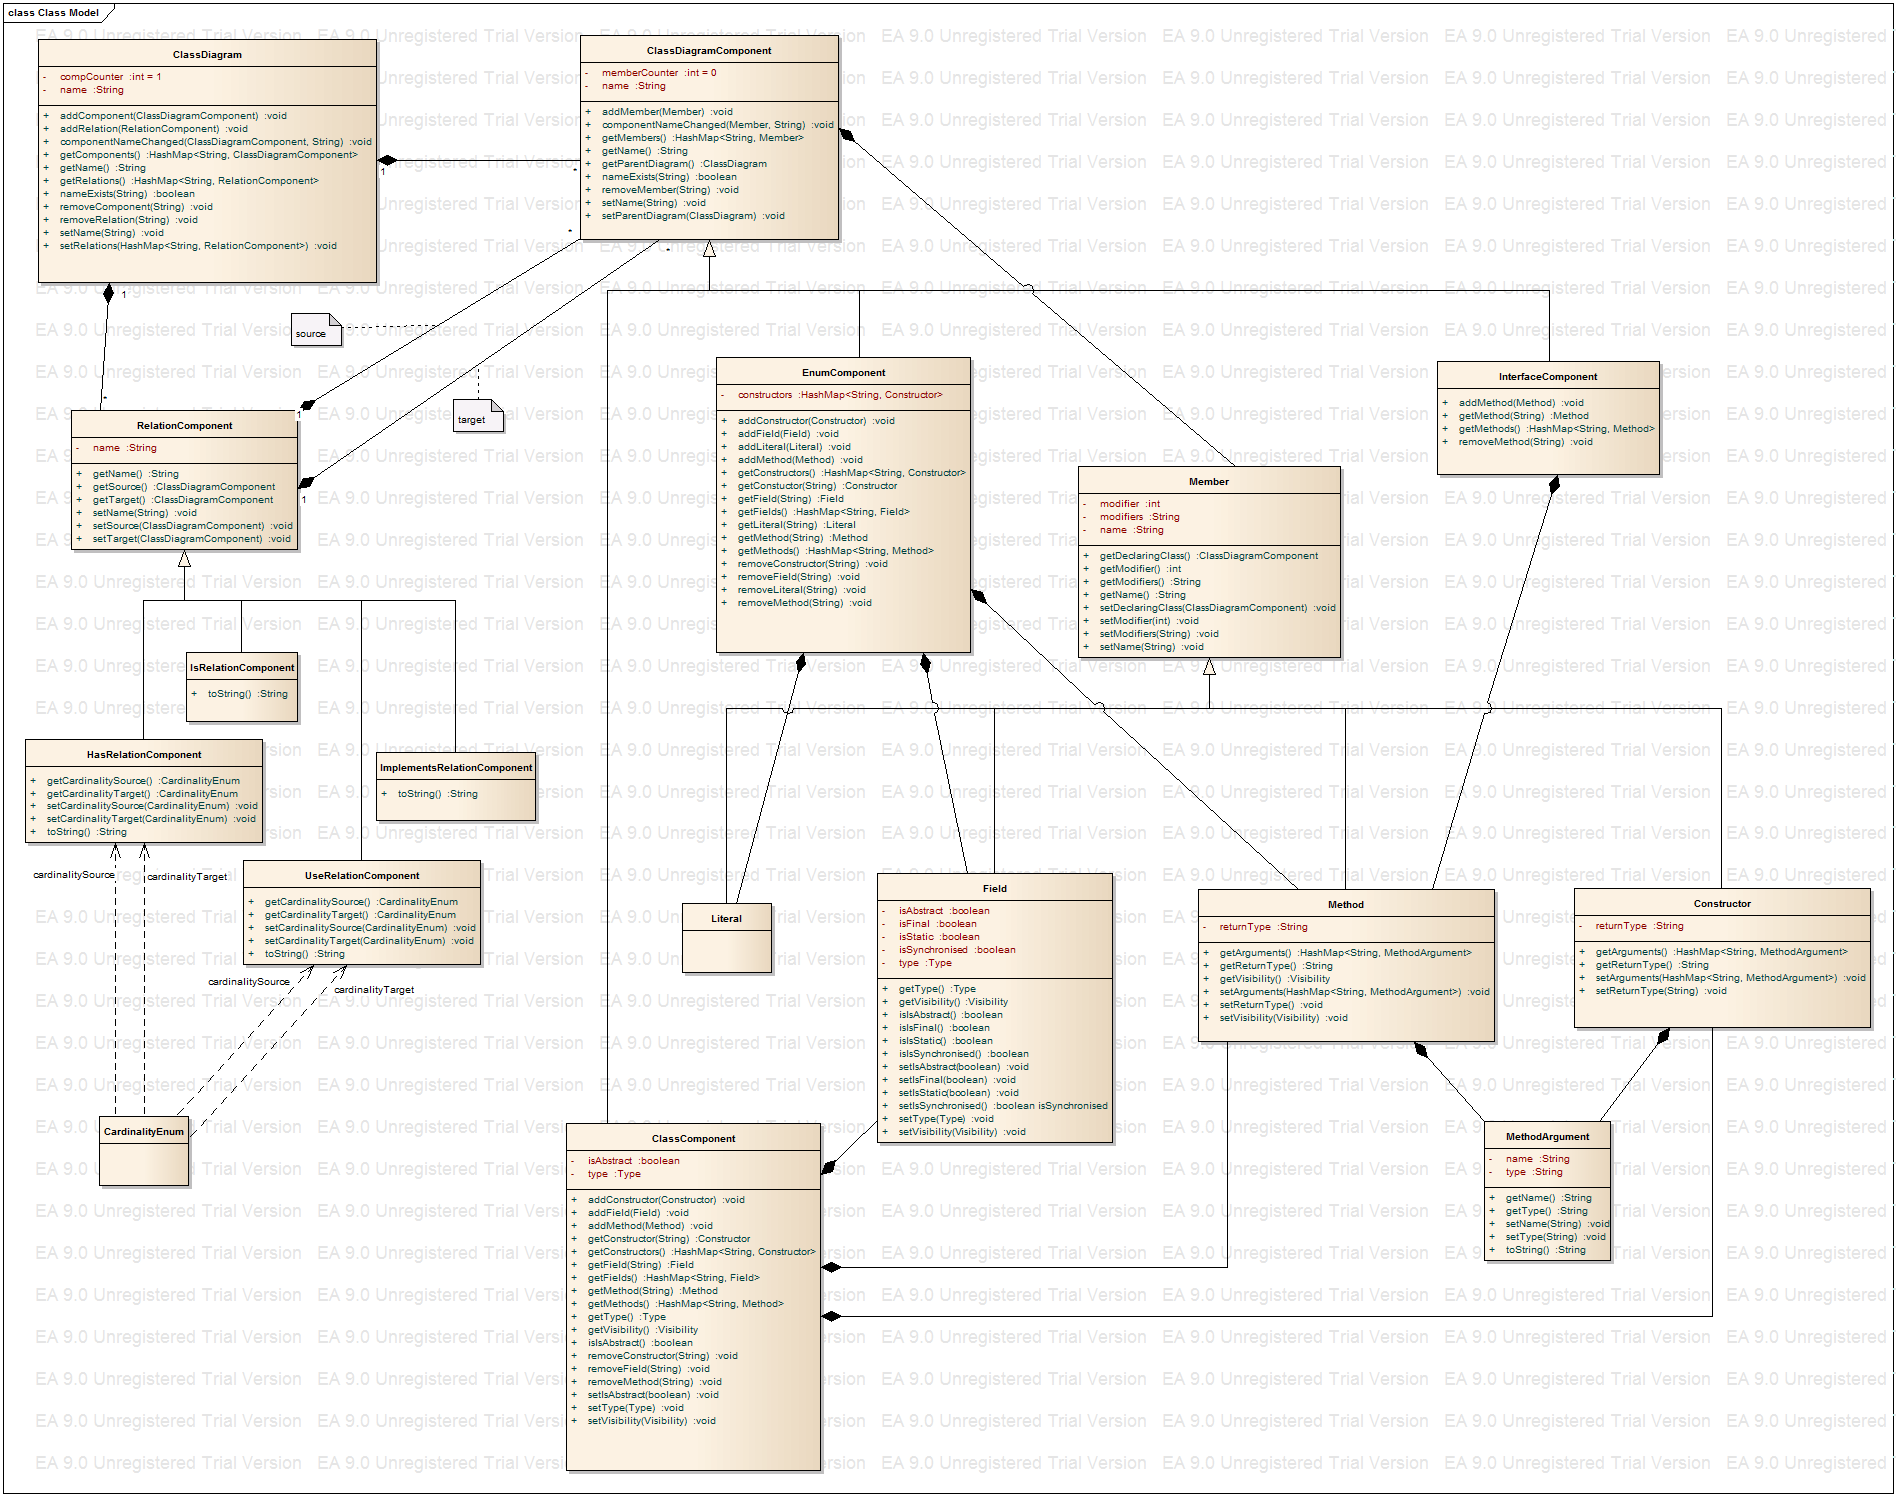 class Class Model
ClassDiagram
- compCounter :int = 1
- name :String
+ addComponent(ClassDiagramComponent) :void
+ addRelation(RelationComponent) :void
+ componentNameChanged(ClassDiagramComponent, String) :void
+ getComponents() :HashMap<String, ClassDiagramComponent>
+ getName() :String
+ getRelations() :HashMap<String, RelationComponent>
+ nameExists(String) :boolean
+ removeComponent(String) :void
+ removeRelation(String) :void
+ setName(String) :void
+ setRelations(HashMap<String, RelationComponent>) :void
1
*
1
*
ClassDiagramComponent
- memberCounter :int = 0
- name :String
+ addMember(Member) :void
+ componentNameChanged(Member, String) :void
+ getMembers() :HashMap<String, Member>
+ getName() :String
+ getParentDiagram() :ClassDiagram
+ nameExists(String) :boolean
+ removeMember(String) :void
+ setName(String) :void
+ setParentDiagram(ClassDiagram) :void
*
*
source
target
1
1
RelationComponent
- name :String
+ getName() :String
+ getSource() :ClassDiagramComponent
+ getTarget() :ClassDiagramComponent
+ setName(String) :void
+ setSource(ClassDiagramComponent) :void
+ setTarget(ClassDiagramComponent) :void
EnumComponent
- constructors :HashMap<String, Constructor>
+ addConstructor(Constructor) :void
+ addField(Field) :void
+ addLiteral(Literal) :void
+ addMethod(Method) :void
+ getConstructors() :HashMap<String, Constructor>
+ getContuctor(String) :Constructor
+ getField(String) :Field
+ getFields() :HashMap<String, Field>
+ getLiteral(String) :Literal
+ getMethod(String) :Method
+ getMethods() :HashMap<String, Method>
+ removeConstructor(String) :void
+ removeField(String) :void
+ removeLiteral(String) :void
+ removeMethod(String) :void
InterfaceComponent
+ addMethod(Method) :void
+ getMethod(String) :Method
+ getMethods() :HashMap<String, Method>
+ removeMethod(String) :void
Member
- modifier :int
- modifiers :String
- name :String
+ getDeclaringClass() :ClassDiagramComponent
+ getModifier() :int
+ getModifiers() :String
+ getName() :String
+ setDeclaringClass(ClassDiagramComponent) :void
+ setModifier(int) :void
+ setModifiers(String) :void
+ setName(String) :void
IsRelationComponent
+ toString() :String
HasRelationComponent
+ getCardinalitySource() :CardinalityEnum
+ getCardinalityTarget() :CardinalityEnum
+ setCardinalitySource(CardinalityEnum) :void
+ setCardinalityTarget(CardinalityEnum) :void
+ toString() :String
ImplementsRelationComponent
+ toString() :String
cardinalitySource
cardinalityTarget
UseRelationComponent
+ getCardinalitySource() :CardinalityEnum
+ getCardinalityTarget() :CardinalityEnum
+ setCardinalitySource(CardinalityEnum) :void
+ setCardinalityTarget(CardinalityEnum) :void
+ toString() :String
cardinalitySource
cardinalityTarget
CardinalityEnum
Literal
Field
- isAbstract :boolean
- isFinal :boolean
- isStatic :boolean
- isSynchronised :boolean
- type :Type
+ getType() :Type
+ getVisibility() :Visibility
+ isIsAbstract() :boolean
+ isIsFinal() :boolean
+ isIsStatic() :boolean
+ isIsSynchronised() :boolean
+ setIsAbstract(boolean) :void
+ setIsFinal(boolean) :void
+ setIsStatic(boolean) :void
+ setIsSynchronised() :boolean isSynchronised
+ setType(Type) :void
+ setVisibility(Visibility) :void
Method
- returnType :String
+ getArguments() :HashMap<String, MethodArgument>
+ getReturnType() :String
+ getVisibility() :Visibility
+ setArguments(HashMap<String, MethodArgument>) :void
+ setReturnType() :void
+ setVisibility(Visibility) :void
Constructor
- returnType :String
+ getArguments() :HashMap<String, MethodArgument>
+ getReturnType() :String
+ setArguments(HashMap<String, MethodArgument>) :void
+ setReturnType(String) :void
ClassComponent
- isAbstract :boolean
- type :Type
+ addConstructor(Constructor) :void
+ addField(Field) :void
+ addMethod(Method) :void
+ getConstructor(String) :Constructor
+ getConstructors() :HashMap<String, Constructor>
+ getField(String) :Field
+ getFields() :HashMap<String, Field>
+ getMethod(String) :Method
+ getMethods() :HashMap<String, Method>
+ getType() :Type
+ getVisibility() :Visibility
+ isIsAbstract() :boolean
+ removeConstructor(String) :void
+ removeField(String) :void
+ removeMethod(String) :void
+ setIsAbstract(boolean) :void
+ setType(Type) :void
+ setVisibility(Visibility) :void
MethodArgument
- name :String
- type :String
+ getName() :String
+ getType() :String
+ setName(String) :void
+ setType(String) :void
+ toString() :String
EA 9.0 Unregistered Trial Version